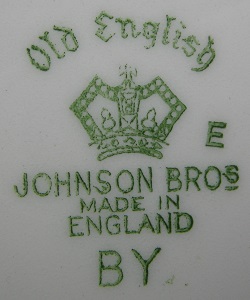 Old English
E
JOHNSON BROS
MADE IN
ENGLAND
BY